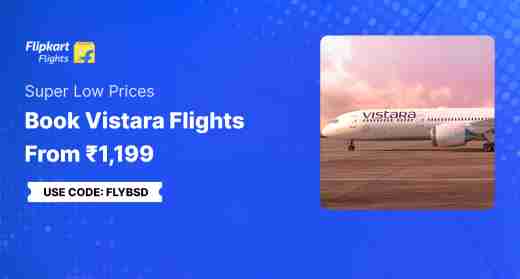 Flipkart
Flights
Super Low Prices
Book Vistara Flights
From ₹1,199
USE CODE: FLYBSD
VISTARA